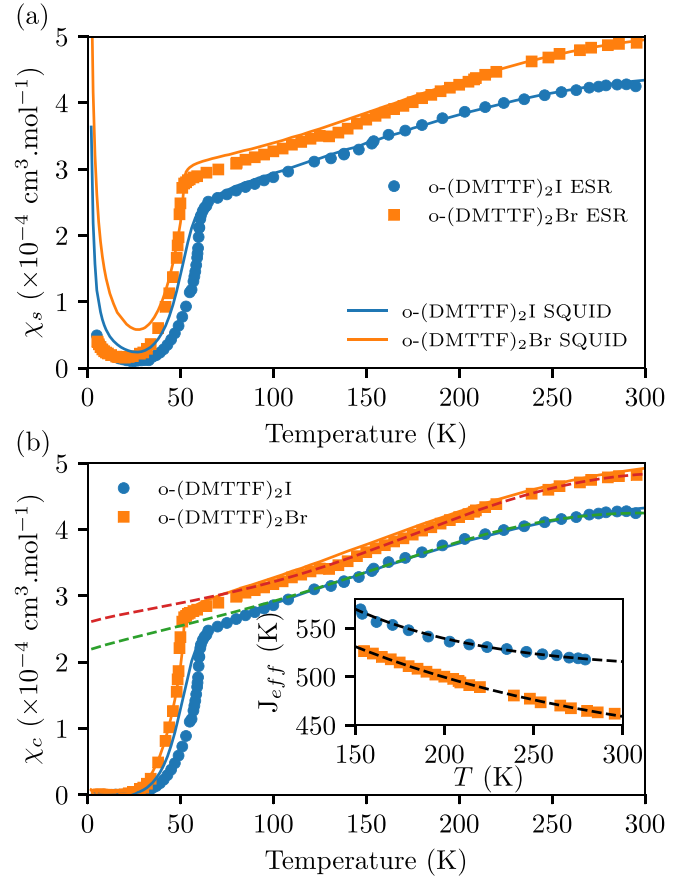 (a)
5
4
3
2
1
0
χₛ (×10⁻⁴ cm³.mol⁻¹)
o-(DMTTF)₂I ESR
o-(DMTTF)₂Br ESR
o-(DMTTF)₂I SQUID
o-(DMTTF)₂Br SQUID
0 50 100 150 200 250 300
Temperature (K)
(b)
5
4
3
2
1
0
χ_c (×10⁻⁴ cm³.mol⁻¹)
o-(DMTTF)₂I
o-(DMTTF)₂Br
550
500
450
J_eff (K)
150 200 250 300
T (K)
0 50 100 150 200 250 300
Temperature (K)